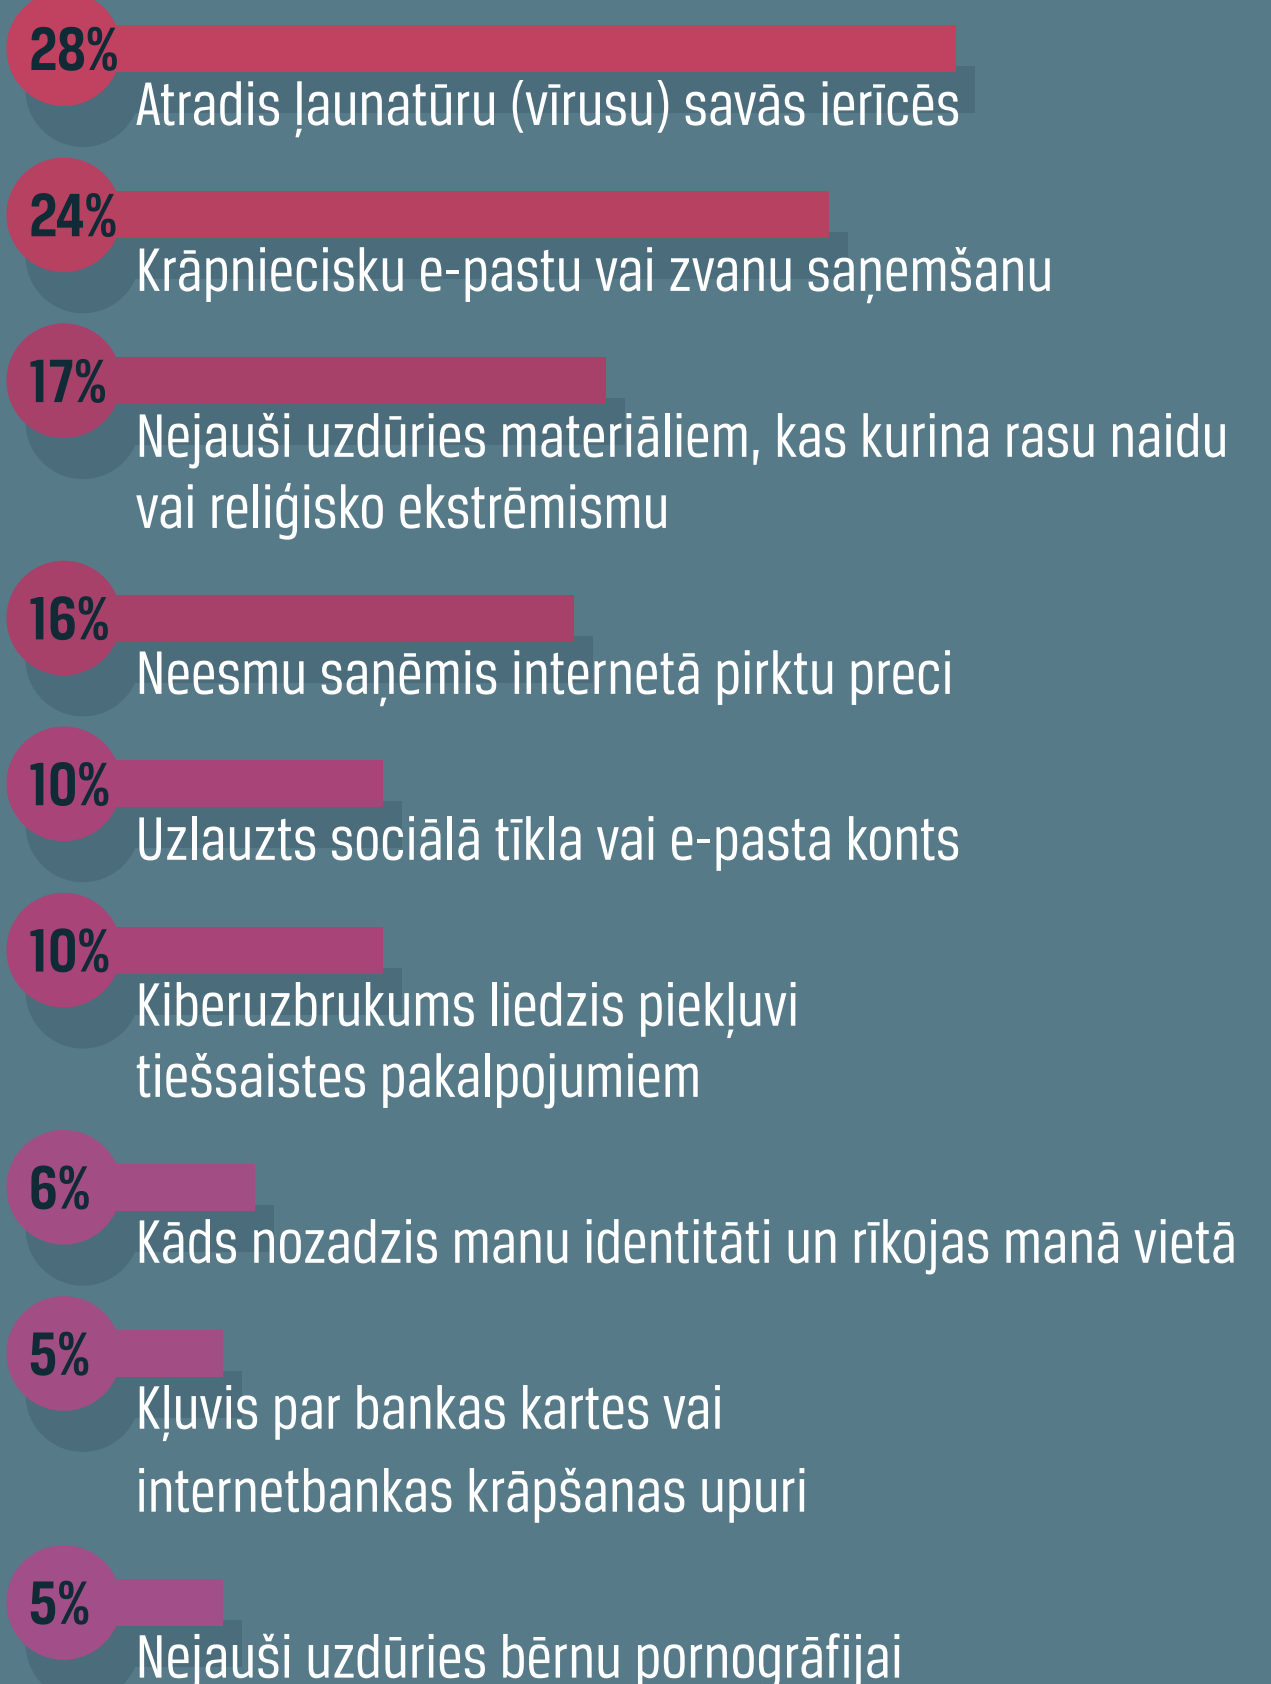 28%
Atradis ļaunatūru (vīrusu) savās ierīcēs
24%
Krāpniecisku e-pastu vai zvanu saņemšanu
17%
Nejauši uzdūries materiāliem, kas kurina rasu naidu
vai reliģisko ekstrēmismu
16%
Neesmu saņēmis internetā pirktu preci
10%
Uzlauzts sociālā tīkla vai e-pasta konts
10%
Kiberuzbrukums liedzis piekļuvi
tiešsaistes pakalpojumiem
6%
Kāds nozadzis manu identitāti un rīkojas manā vietā
5%
Kļuvis par bankas kartes vai
internetbankas krāpšanas upuri
5%
Nejauši uzdūries bērnu pornogrāfijai